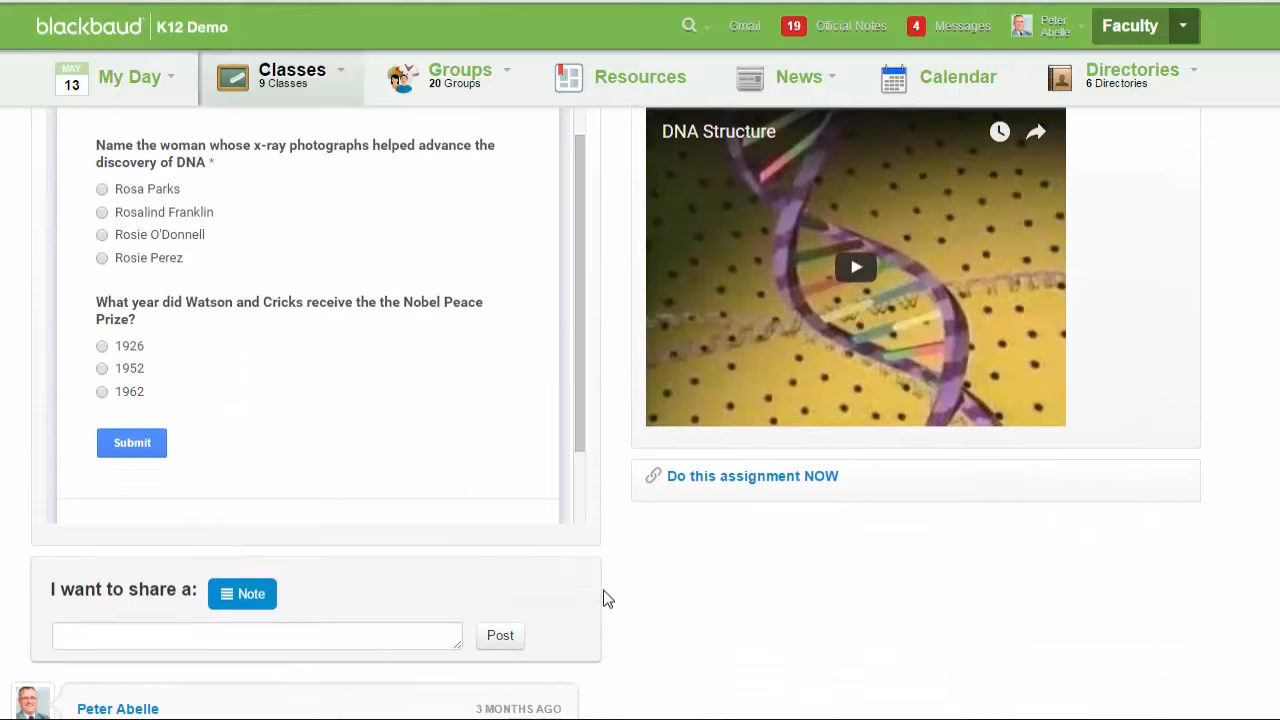 blackbaud K12 Demo
Gmail
19 Official Notes
4 Messages
Peter
Abelle
Faculty
MAY
13
My Day
Classes
9 Classes
Groups
20 Groups
Resources
News
Calendar
Directories
6 Directories
Name the woman whose x-ray photographs helped advance the
discovery of DNA *
Rosa Parks
Rosalind Franklin
Rosie O'Donnell
Rosie Perez
What year did Watson and Cricks receive the the Nobel Peace
Prize?
1926
1952
1962
Submit
DNA Structure
Do this assignment NOW
I want to share a:
Note
Post
Peter Abelle
3 MONTHS AGO